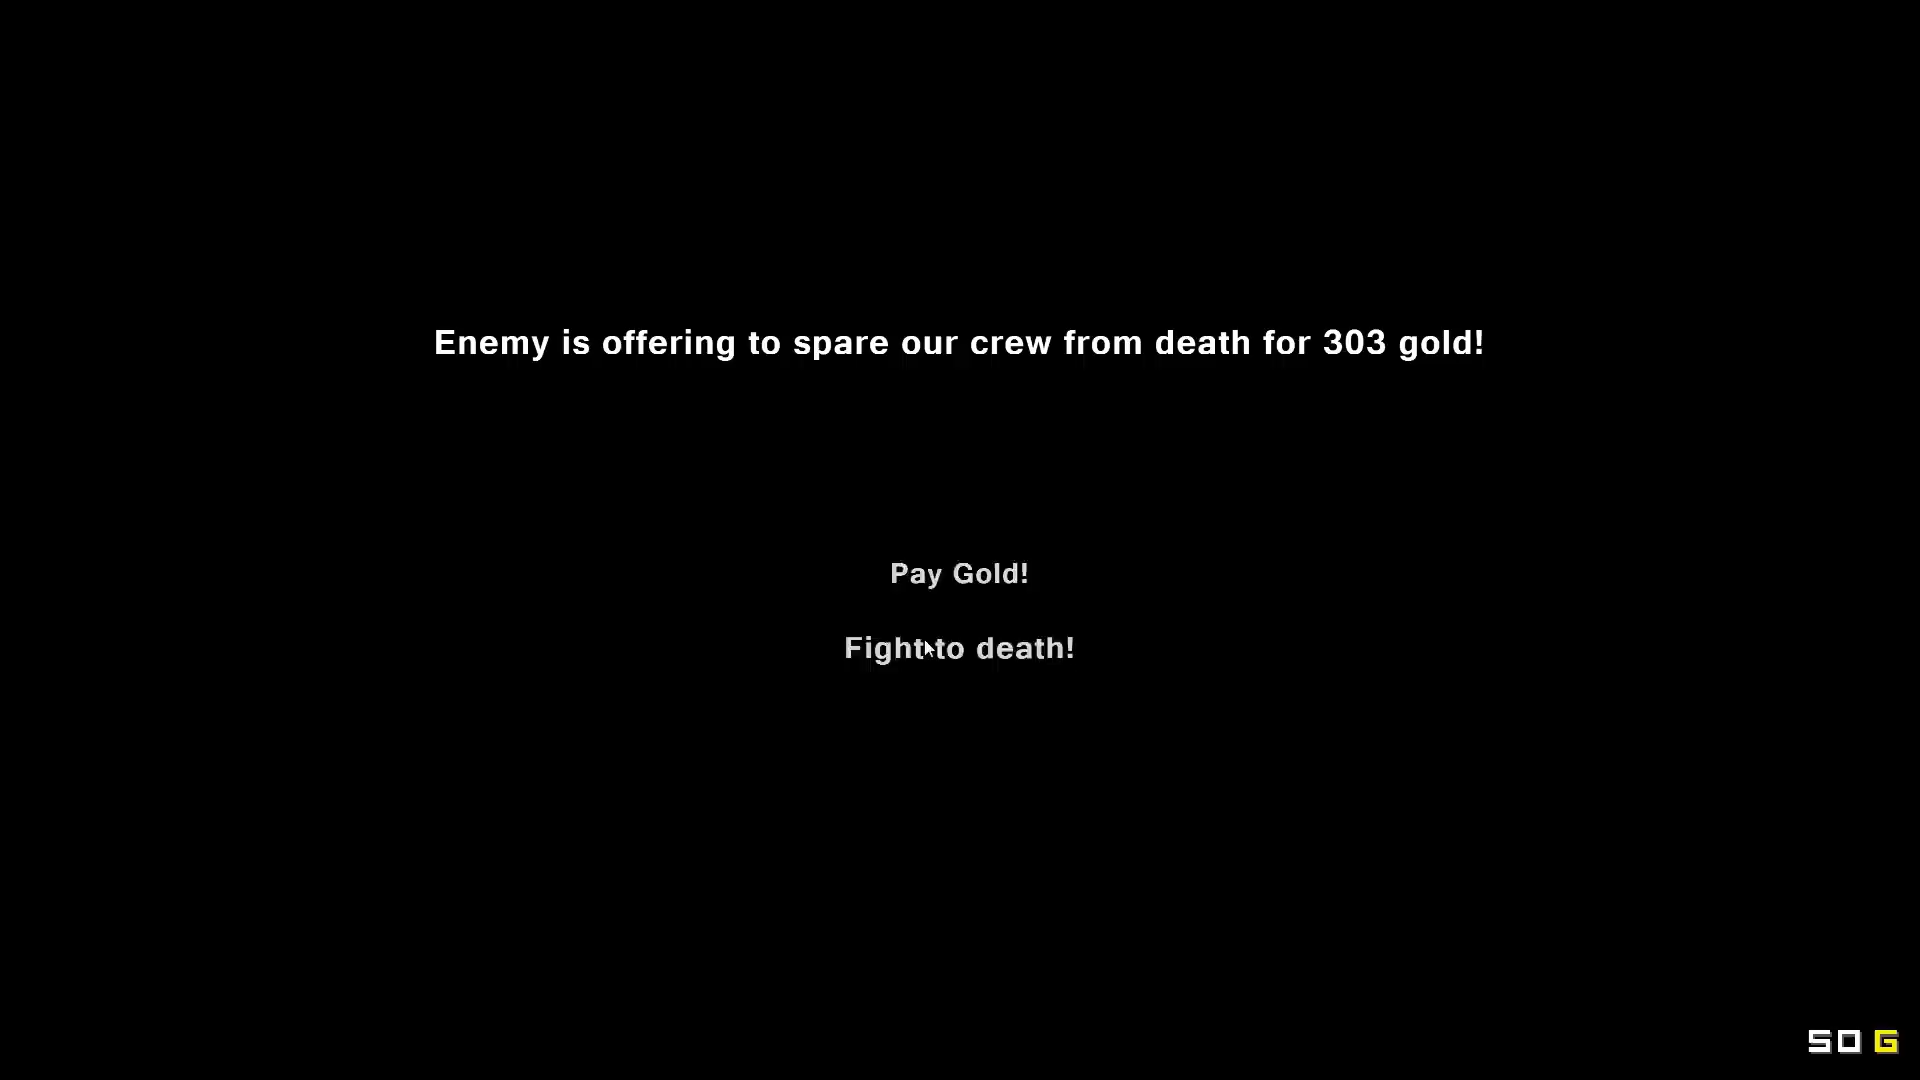 Enemy is offering to spare our crew from death for 303 gold!
Pay Gold!
Fight to death!
50 G